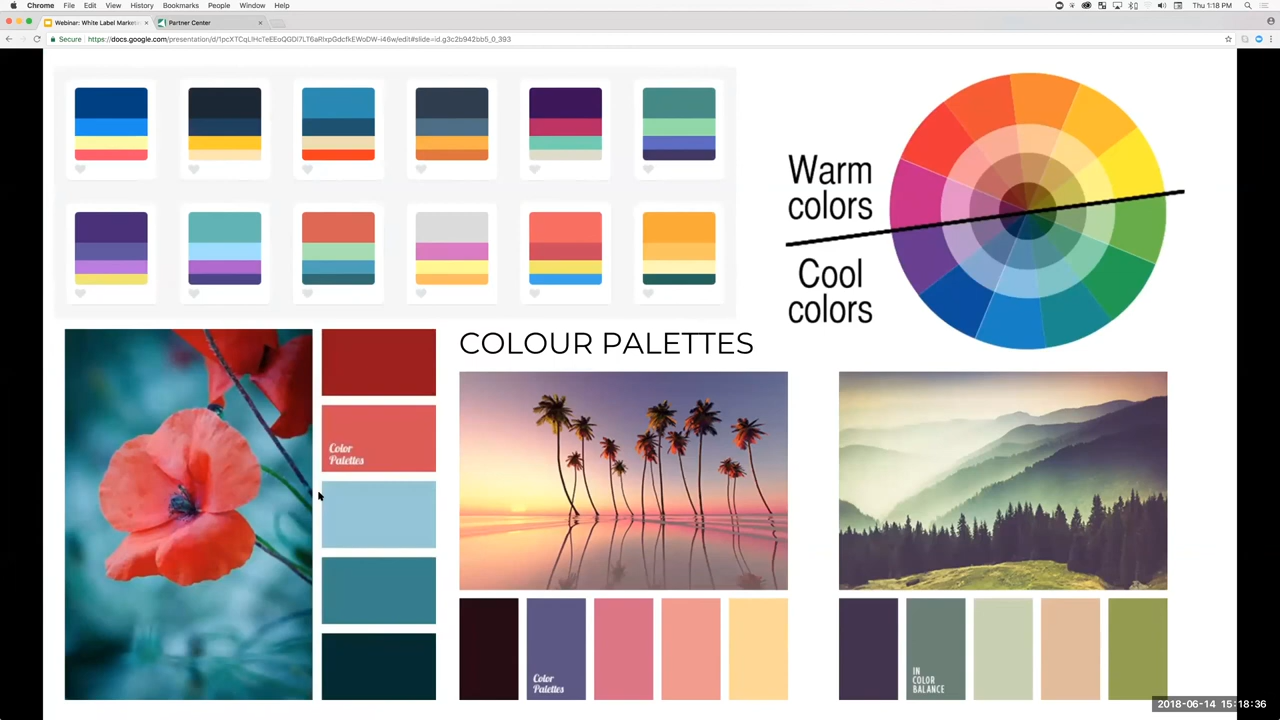 Chrome File Edit View History Bookmarks People Window Help
Thu 1:18 PM
Webinar: White Label Market
Partner Center
Secure
Warm
colors
Cool
colors
COLOUR PALETTES
Color
Palettes
Color
Palettes
IN
COLOR
BALANCE
2018-06-14 15:18:36